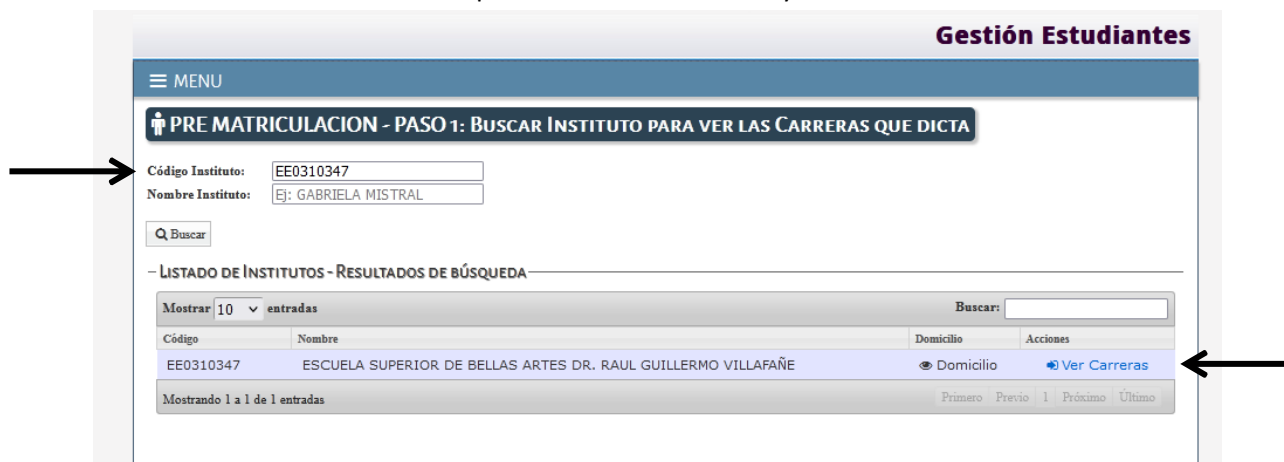 Gestión Estudiantes
MENU
PRE MATRICULACION - PASO 1: BUSCAR INSTITUTO PARA VER LAS CARRERAS QUE DICTA
Código Instituto: EE0310347
Nombre Instituto: Ej: GABRIELA MISTRAL
Buscar
LISTADO DE INSTITUTOS - RESULTADOS DE BÚSQUEDA
Mostrar 10 entradas Buscar:
Código Nombre Domicilio Acciones
EE0310347 ESCUELA SUPERIOR DE BELLAS ARTES DR. RAUL GUILLERMO VILLAFAÑE Domicilio Ver Carreras
Mostrando 1 a 1 de 1 entradas Primero Previo 1 Próximo Último